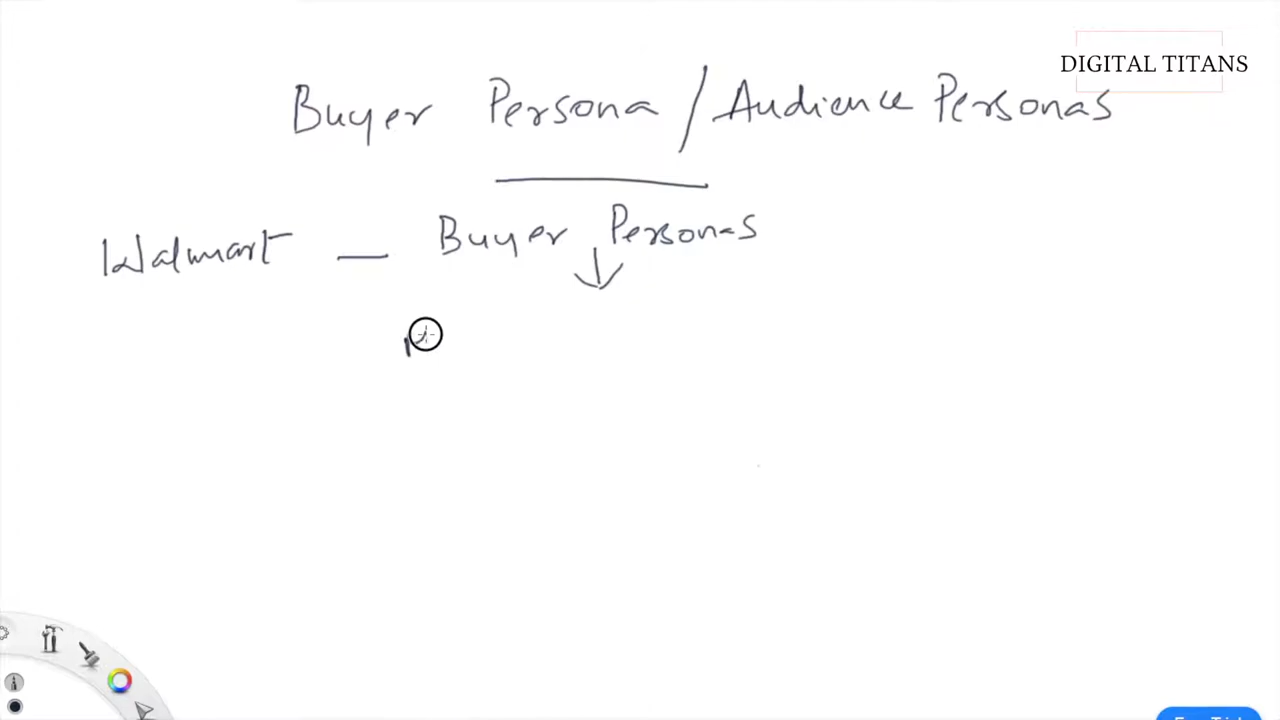 DIGITAL TITANS
Buyer Persona / Audience Personas
Walmart — Buyer Personas